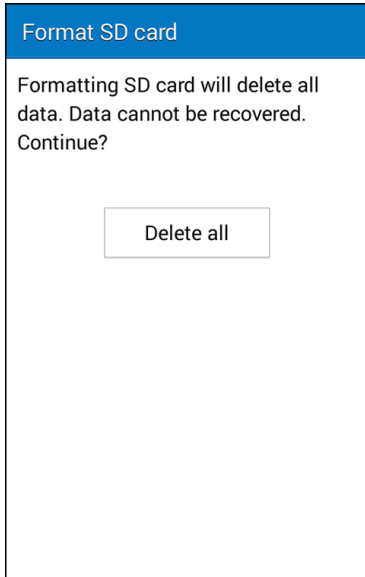 Format SD card
Formatting SD card will delete all
data. Data cannot be recovered.
Continue?
Delete all